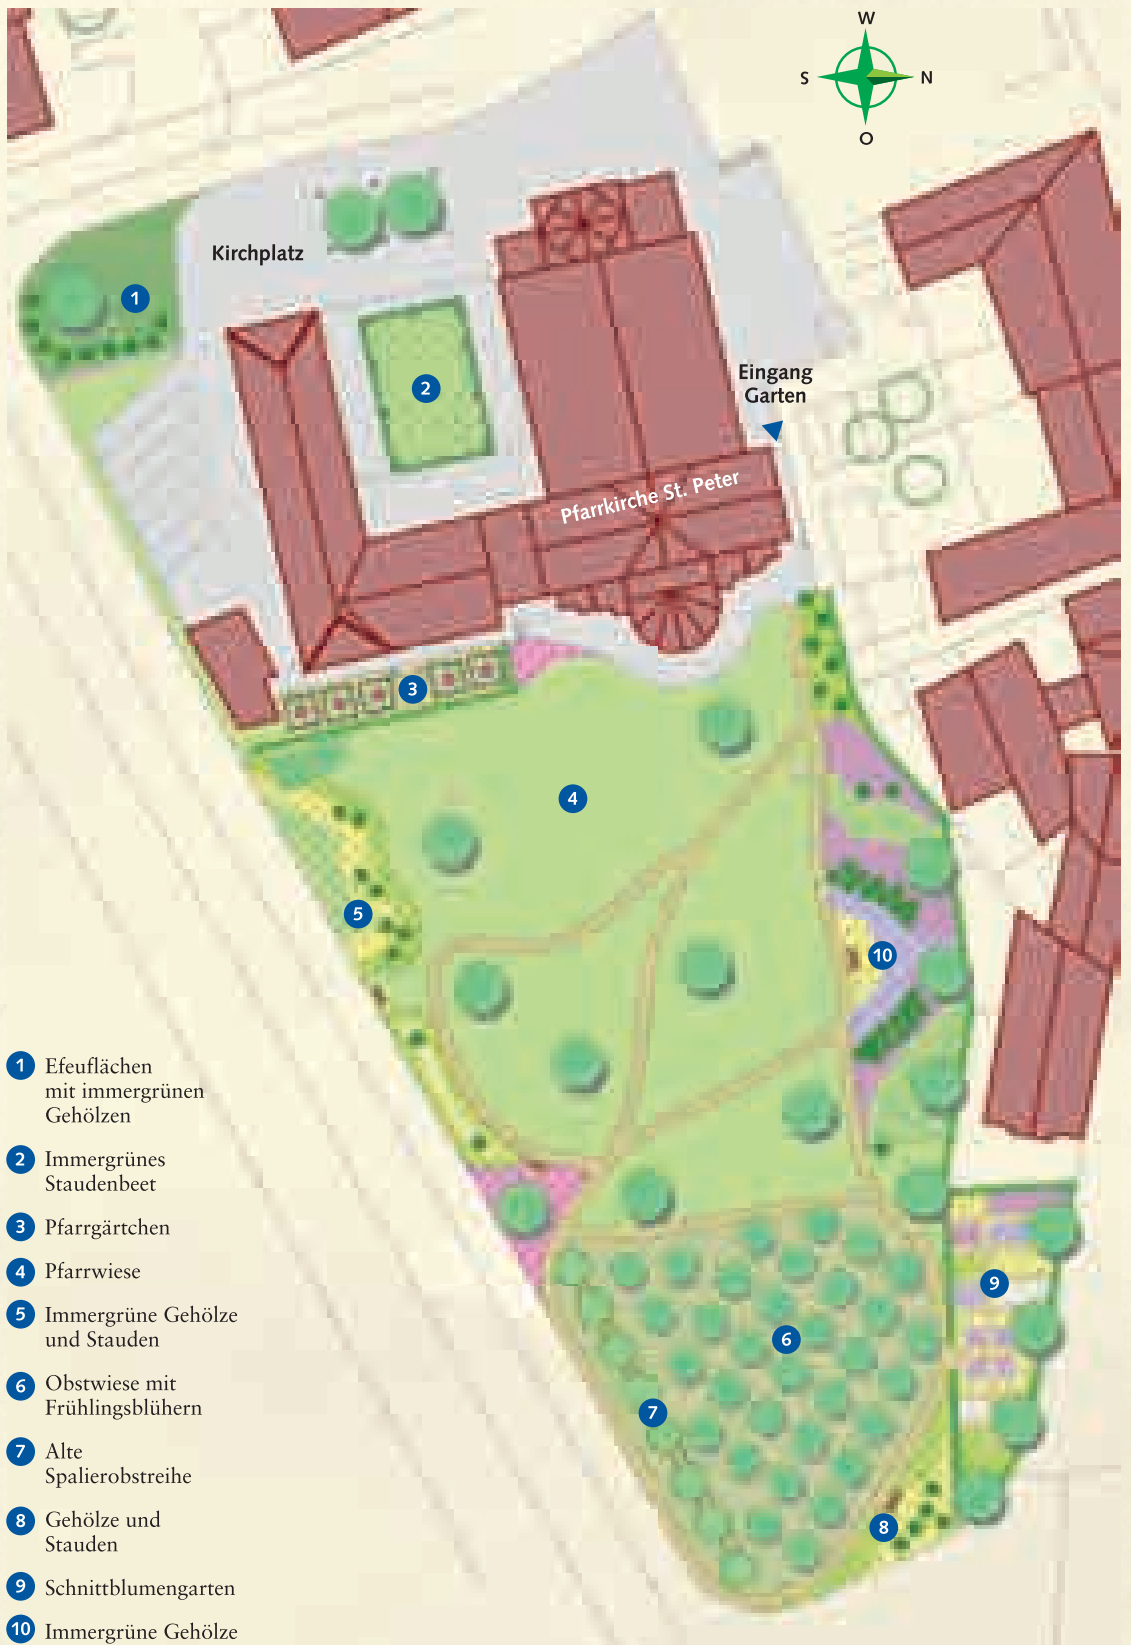 W
S
N
O
Kirchplatz
1
2
Eingang
Garten
Pfarrkirche St. Peter
3
4
5
10
6
7
8
9
1 Efeuflächen
mit immergrünen
Gehölzen
2 Immergrünes
Staudenbeet
3 Pfarrgärtchen
4 Pfarrwiese
5 Immergrüne Gehölze
und Stauden
6 Obstwiese mit
Frühlingsblühern
7 Alte
Spalierobstreihe
8 Gehölze und
Stauden
9 Schnittblumengarten
10 Immergrüne Gehölze